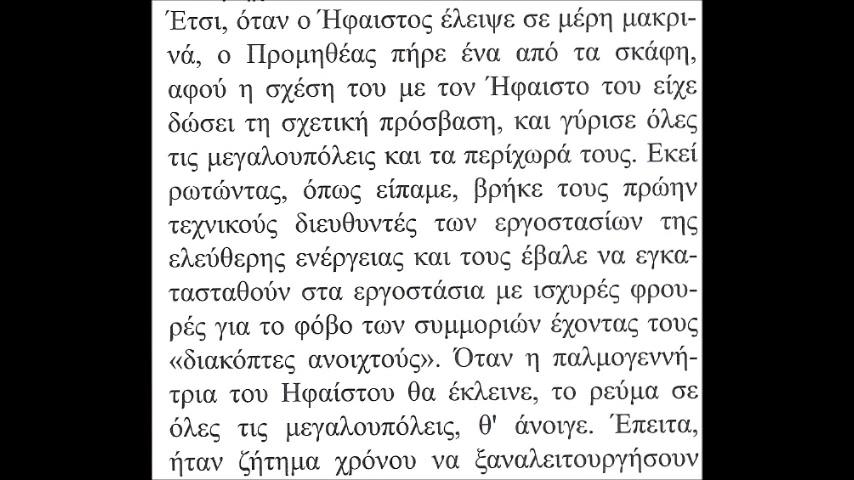 Έτσι, όταν ο Ήφαιστος έλειψε σε μέρη μακρι-
νά, ο Προμηθέας πήρε ένα από τα σκάφη,
αφού η σχέση του με τον Ήφαιστο του είχε
δώσει τη σχετική πρόσβαση, και γύρισε όλες
τις μεγαλουπόλεις και τα περίχωρά τους. Εκεί
ρωτώντας, όπως είπαμε, βρήκε τους πρώην
τεχνικούς διευθυντές των εργοστασίων της
ελεύθερης ενέργειας και τους έβαλε να εγκα-
τασταθούν στα εργοστάσια με ισχυρές φρου-
ρές για το φόβο των συμμοριών έχοντας τους
«διακόπτες ανοιχτούς». Όταν η παλμογεννή-
τρια του Ηφαίστου θα έκλεινε, το ρεύμα σε
όλες τις μεγαλουπόλεις, θ' άνοιγε. Έπειτα,
ήταν ζήτημα χρόνου να ξαναλειτουργήσουν